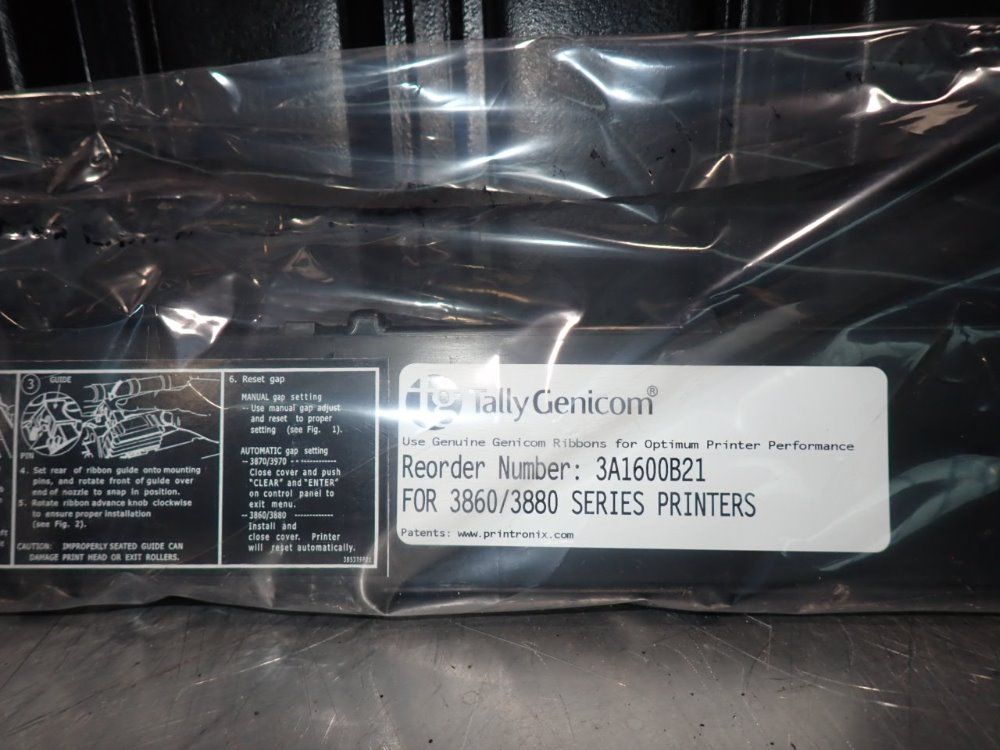 3
GUIDE
PIN
4. Set rear of ribbon guide onto mounting
pins, and rotate front of guide over
end of nozzle to snap in position.
5. Rotate ribbon advance knob clockwise
to ensure proper installation
(see Fig. 2).
CAUTION: IMPROPERLY SEATED GUIDE CAN
DAMAGE PRINT HEAD OR EXIT ROLLERS.
6. Reset gap
MANUAL gap setting
-- Use manual gap adjust
and reset to proper
setting (see Fig. 1).
AUTOMATIC gap setting
-- 3870/3970 -------------
Close cover and push
"CLEAR" and "ENTER"
on control panel to
exit menu.
-- 3860/3880 -------------
Install and
close cover. Printer
will reset automatically.
tg TallyGenicom®
Use Genuine Genicom Ribbons for Optimum Printer Performance
Reorder Number: 3A1600B21
FOR 3860/3880 SERIES PRINTERS
Patents: www.printronix.com